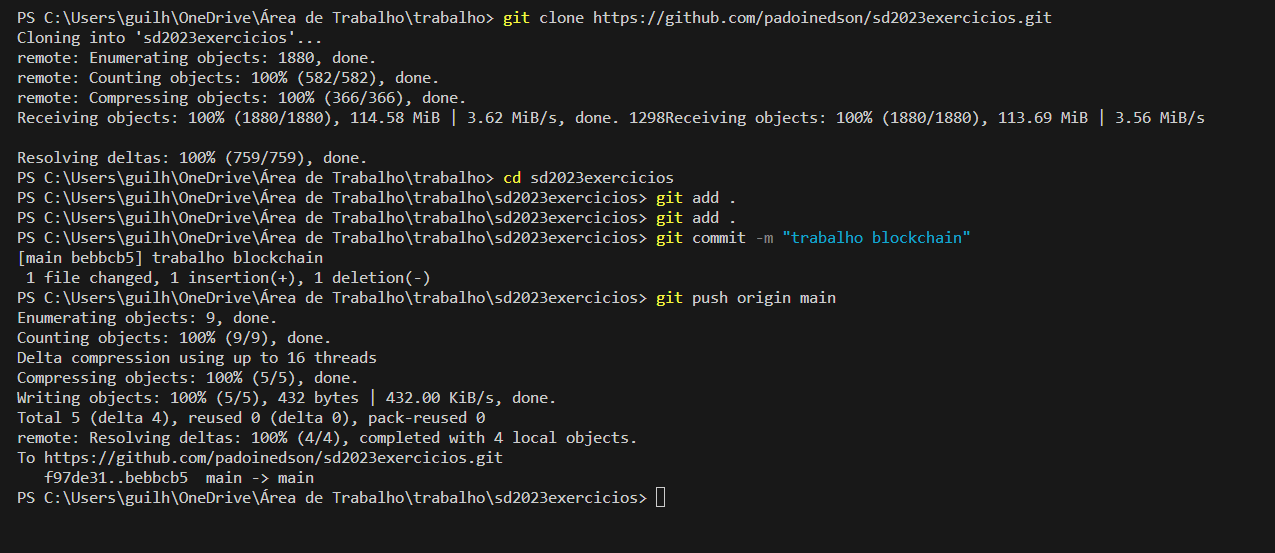 PS C:\Users\guilh\OneDrive\Área de Trabalho\trabalho> git clone https://github.com/padoinedson/sd2023exercicios.git
Cloning into 'sd2023exercicios'...
remote: Enumerating objects: 1880, done.
remote: Counting objects: 100% (582/582), done.
remote: Compressing objects: 100% (366/366), done.
Receiving objects: 100% (1880/1880), 114.58 MiB | 3.62 MiB/s, done. 1298Receiving objects: 100% (1880/1880), 113.69 MiB | 3.56 MiB/s
Resolving deltas: 100% (759/759), done.
PS C:\Users\guilh\OneDrive\Área de Trabalho\trabalho> cd sd2023exercicios
PS C:\Users\guilh\OneDrive\Área de Trabalho\trabalho\sd2023exercicios> git add .
PS C:\Users\guilh\OneDrive\Área de Trabalho\trabalho\sd2023exercicios> git add .
PS C:\Users\guilh\OneDrive\Área de Trabalho\trabalho\sd2023exercicios> git commit -m "trabalho blockchain"
[main bebbcb5] trabalho blockchain
 1 file changed, 1 insertion(+), 1 deletion(-)
PS C:\Users\guilh\OneDrive\Área de Trabalho\trabalho\sd2023exercicios> git push origin main
Enumerating objects: 9, done.
Counting objects: 100% (9/9), done.
Delta compression using up to 16 threads
Compressing objects: 100% (5/5), done.
Writing objects: 100% (5/5), 432 bytes | 432.00 KiB/s, done.
Total 5 (delta 4), reused 0 (delta 0), pack-reused 0
remote: Resolving deltas: 100% (4/4), completed with 4 local objects.
To https://github.com/padoinedson/sd2023exercicios.git
   f97de31..bebbcb5  main -> main
PS C:\Users\guilh\OneDrive\Área de Trabalho\trabalho\sd2023exercicios>